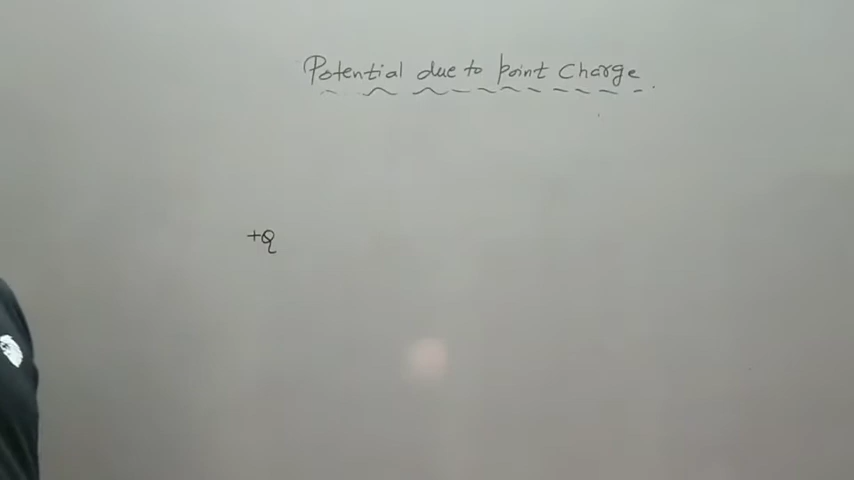 Potential due to point Charge.
+Q